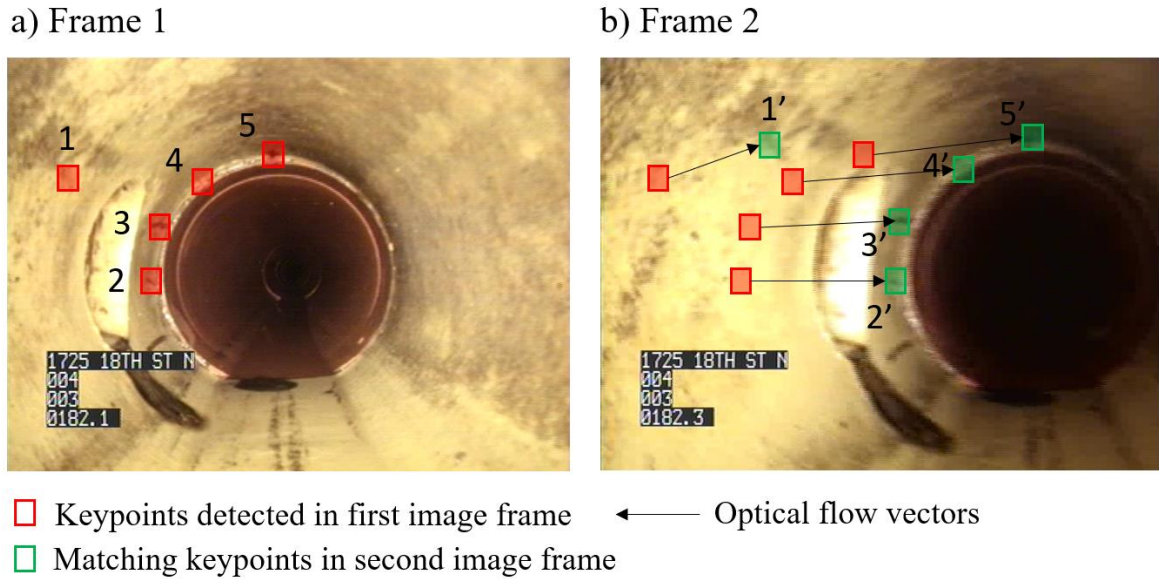 a) Frame 1
b) Frame 2
1
5
4
3
2
1725 18TH ST N
004
003
0182.1
1’
5’
4’
3’
2’
1725 18TH ST N
004
003
0182.3
Keypoints detected in first image frame
Optical flow vectors
Matching keypoints in second image frame